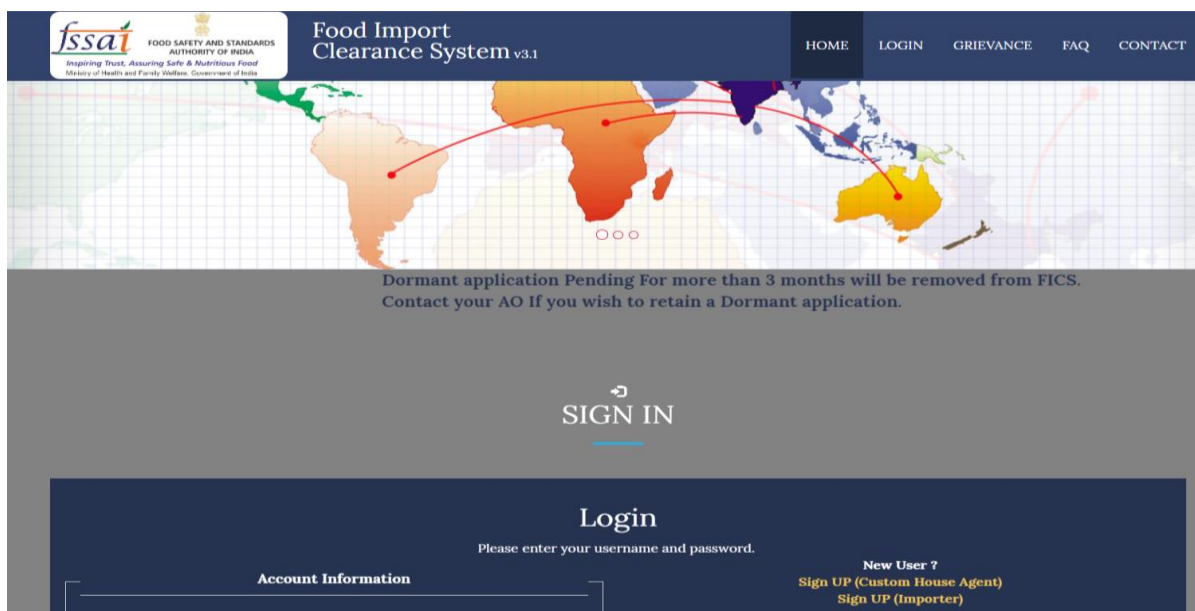 fssai
FOOD SAFETY AND STANDARDS
AUTHORITY OF INDIA
Inspiring Trust, Assuring Safe & Nutritious Food
Ministry of Health and Family Welfare, Government of India
Food Import
Clearance System v3.1
HOME LOGIN GRIEVANCE FAQ CONTACT
Dormant application Pending For more than 3 months will be removed from FICS.
Contact your AO If you wish to retain a Dormant application.
SIGN IN
Login
Please enter your username and password.
Account Information
New User ?
Sign UP (Custom House Agent)
Sign UP (Importer)